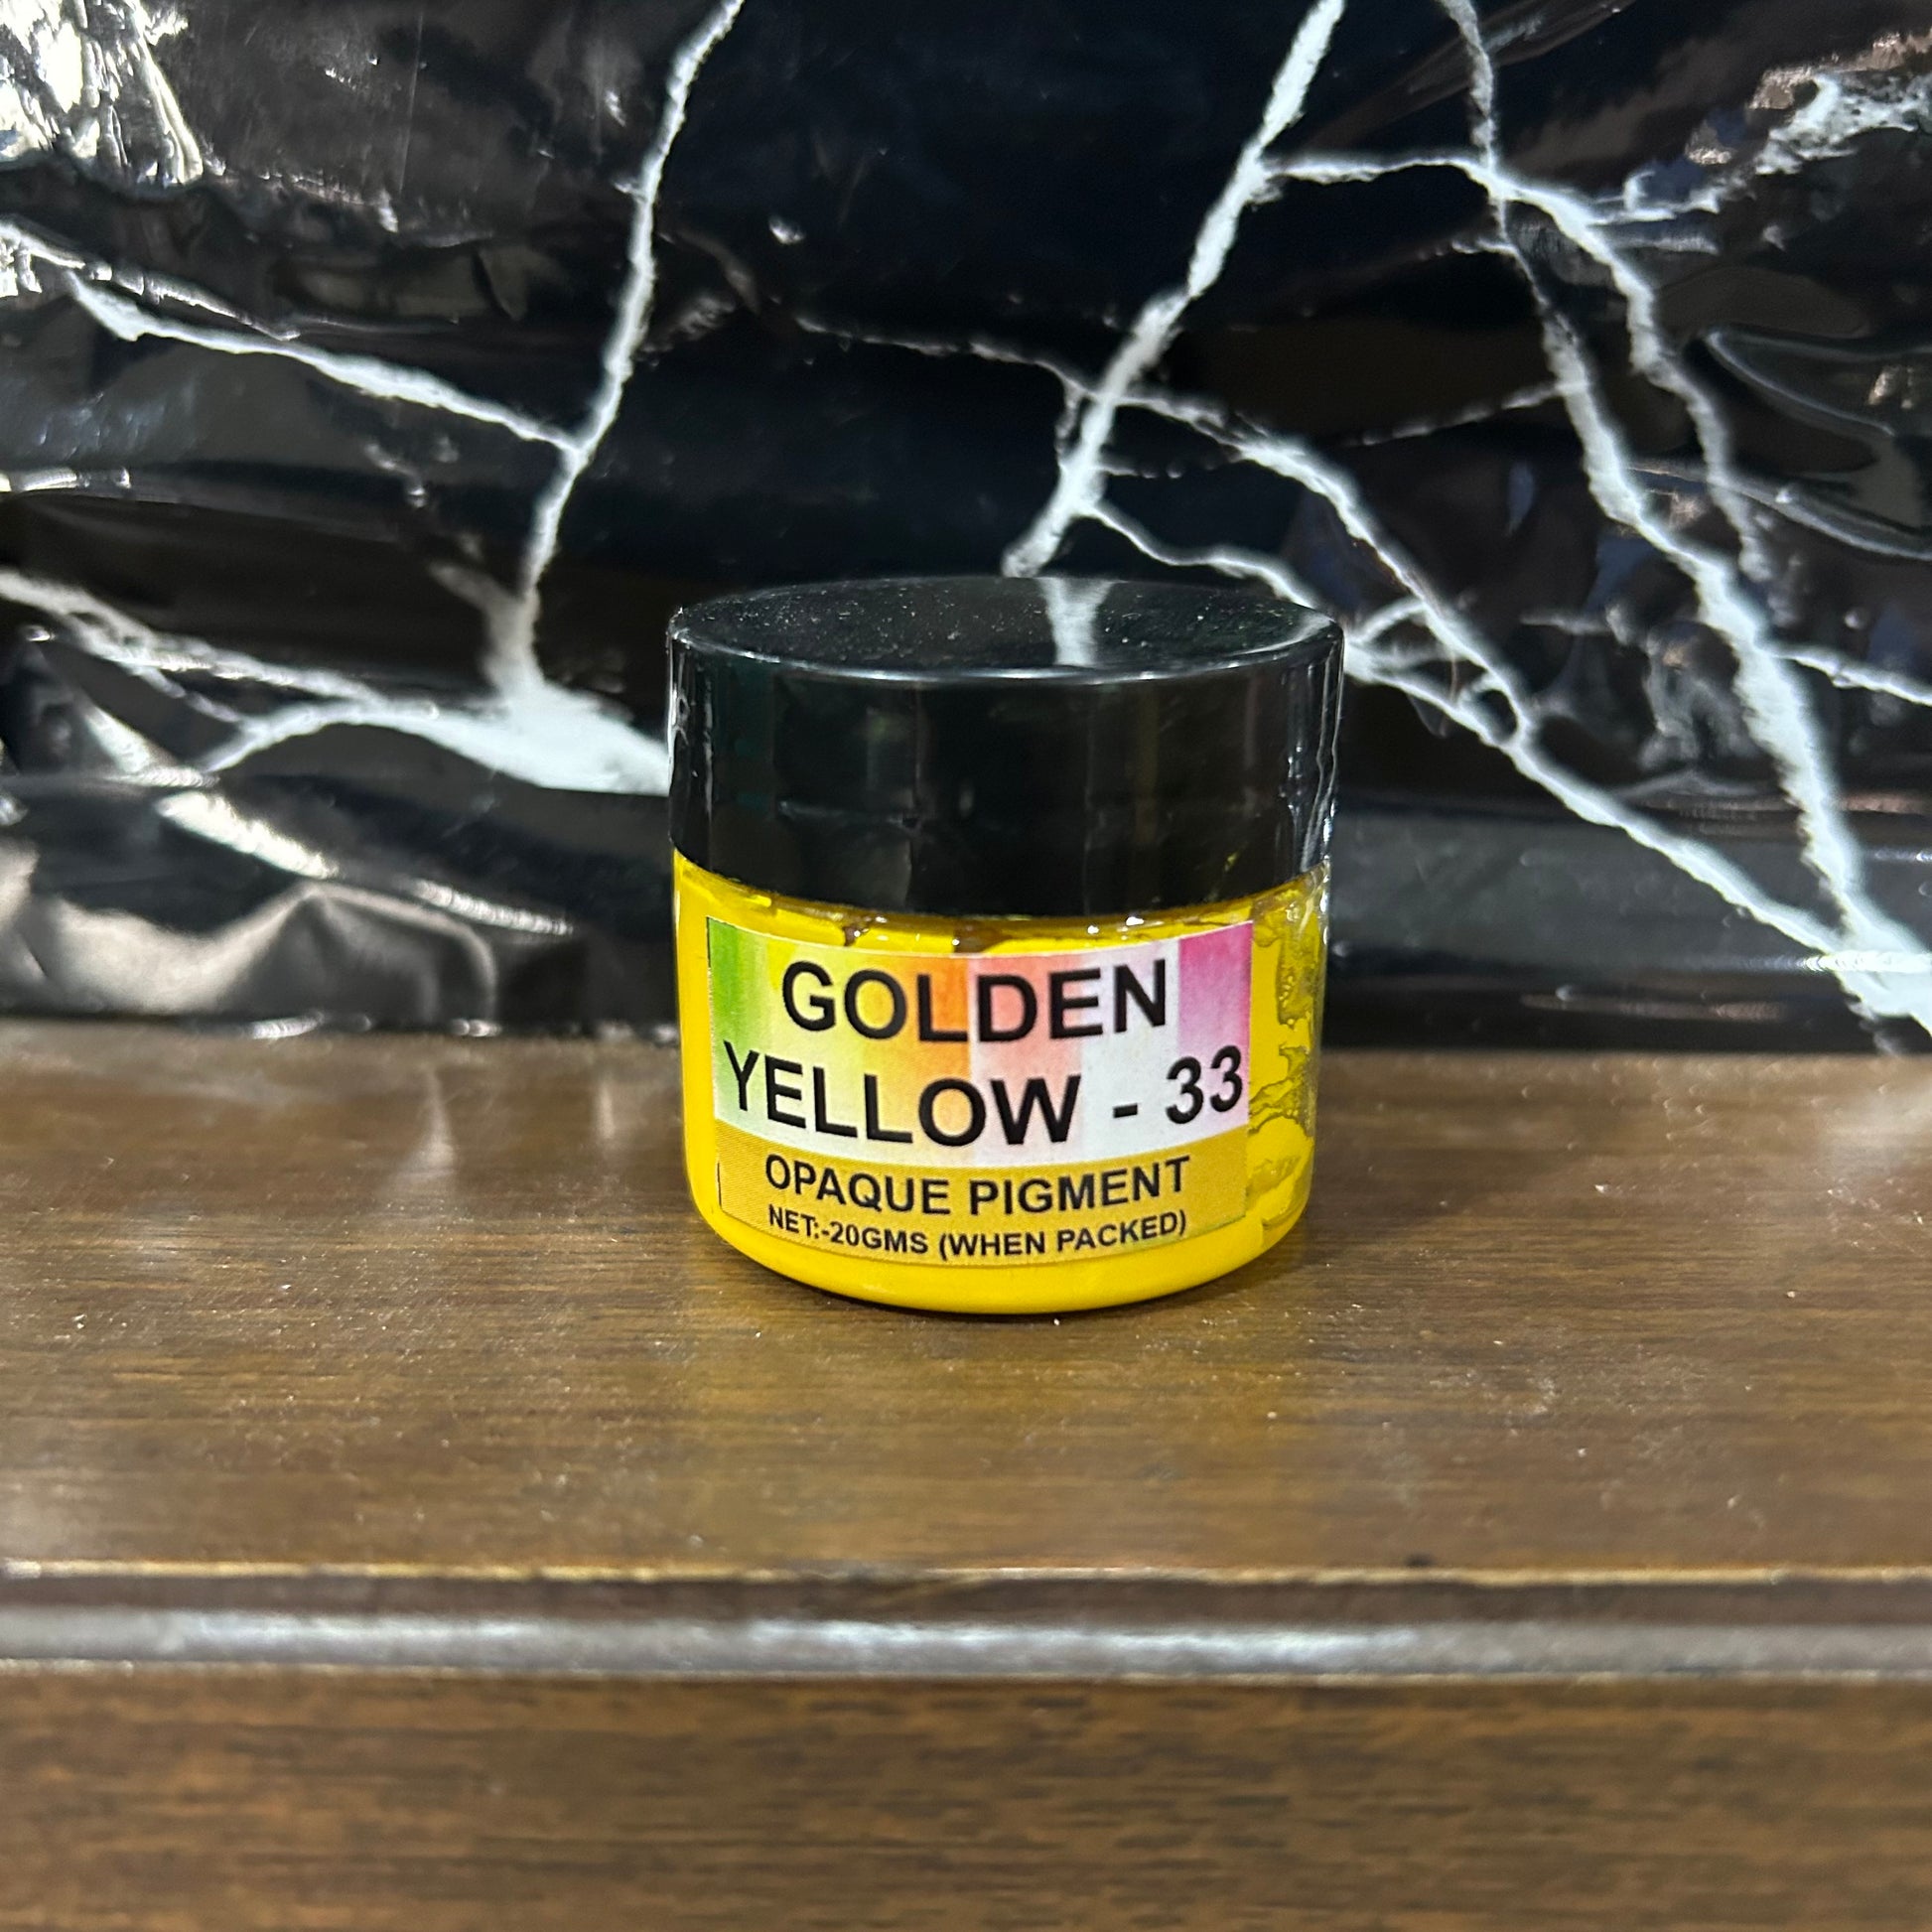 GOLDEN
YELLOW - 33
OPAQUE PIGMENT
NET:-20GMS (WHEN PACKED)